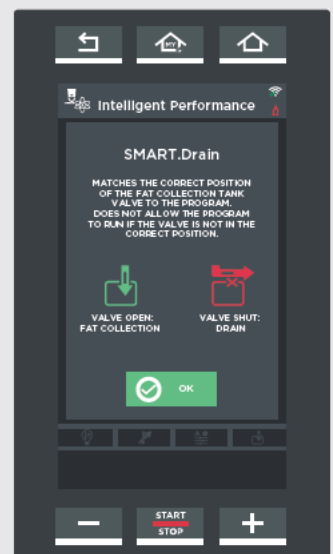 MY
Intelligent Performance
SMART.Drain
MATCHES THE CORRECT POSITION
OF THE FAT COLLECTION TANK
VALVE TO THE PROGRAM.
DOES NOT ALLOW THE PROGRAM
TO RUN IF THE VALVE IS NOT IN THE
CORRECT POSITION.
VALVE OPEN:
FAT COLLECTION
VALVE SHUT:
DRAIN
OK
START
STOP